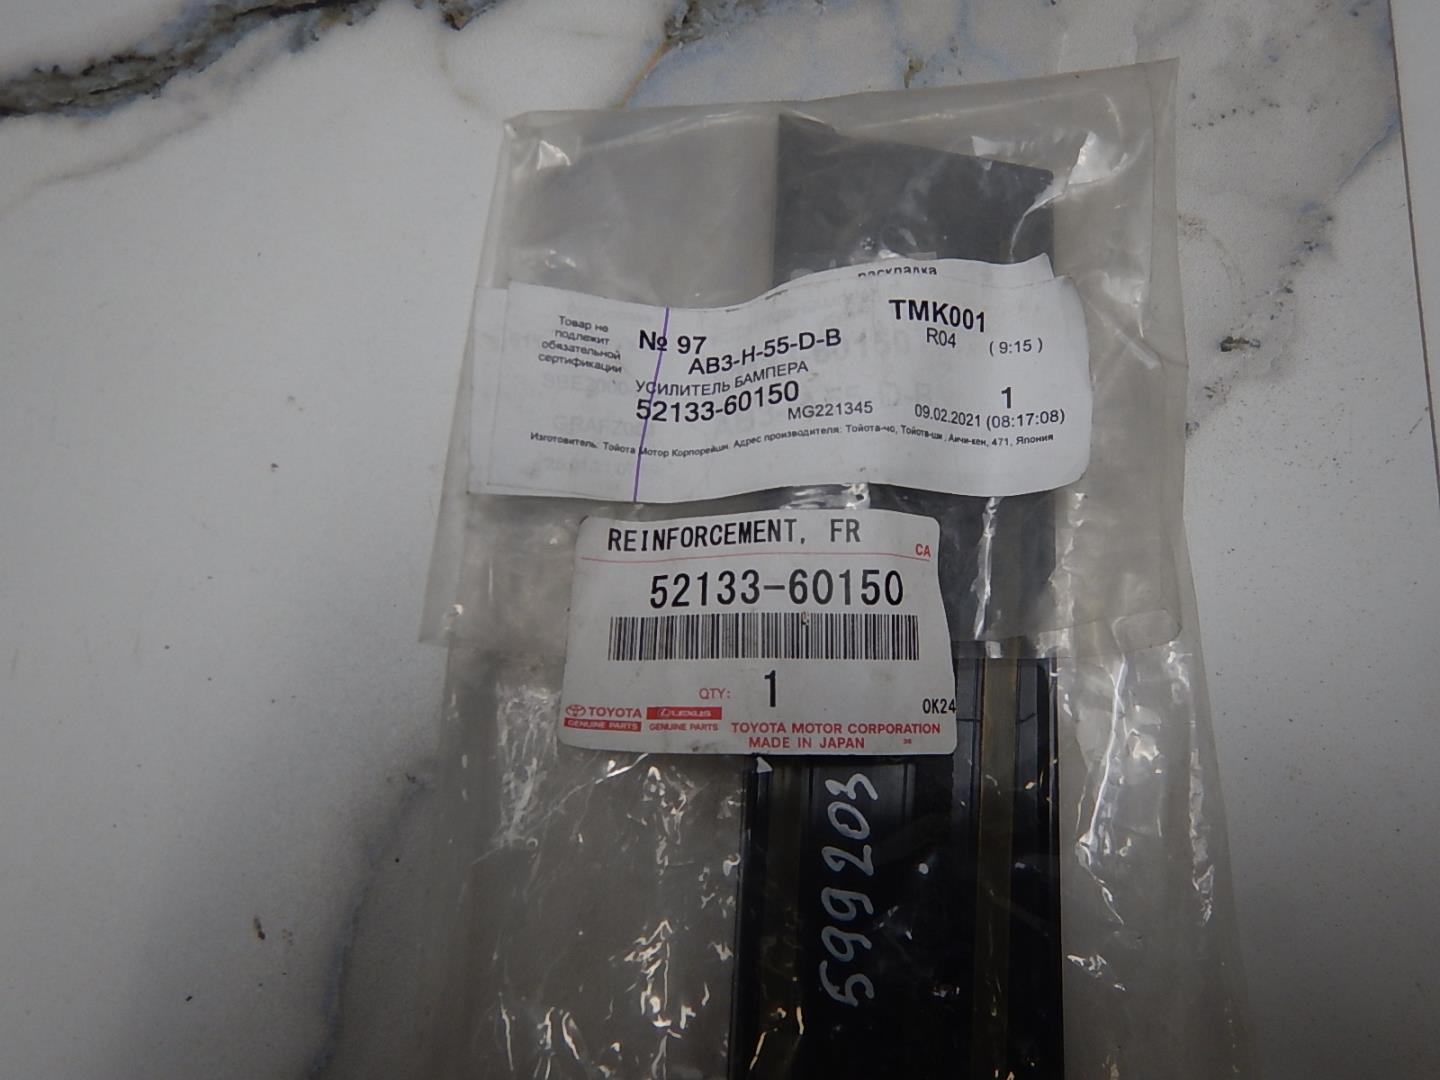 раскладка
Товар не
подлежит
обязательной
сертификации
№ 97
AB3-H-55-D-B
TMK001
R04 ( 9:15 )
УСИЛИТЕЛЬ БАМПЕРА
52133-60150
MG221345
1
09.02.2021 (08:17:08)
Изготовитель: Тойота Мотор Корпорейшн. Адрес производителя: Тойота-чо, Тойота-ши, Аичи-кен, 471, Япония
REINFORCEMENT, FR
CA
52133-60150
QTY: 1
OK24
TOYOTA
GENUINE PARTS
LEXUS
GENUINE PARTS
TOYOTA MOTOR CORPORATION
MADE IN JAPAN
599203